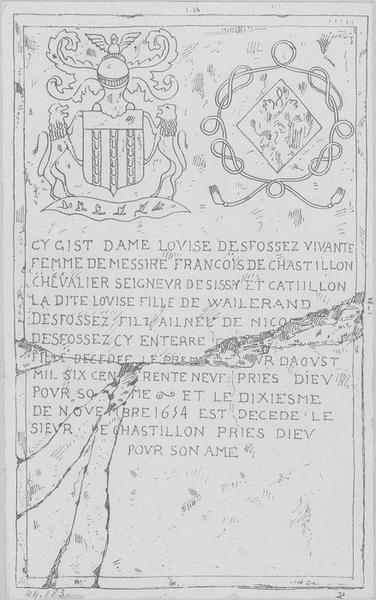 CY GIST DAME LOVISE DESFOSSEZ VIVANTE
FEMME DE MESSIRE FRANCOIS DE CHASTILLON
CHEVALIER SEIGNEVR DE SISSY ET CATIILLON
LA DITE LOVISE FILLE DE WAILERAND
DESFOSSEZ FILZ AILNEL DE NICO
DESFOSSEZ CY ENTERRE
FILLE DECEDEE LE PREM VR DAOVST
MIL SIX CEN RENTE NEVF PRIES DIEV
POVR SO ME ET LE DIXIESME
DE NOVEMBRE 1654 EST DECEDE LE
SIEVR DE CHASTILLON PRIES DIEV
POVR SON AME
44.183